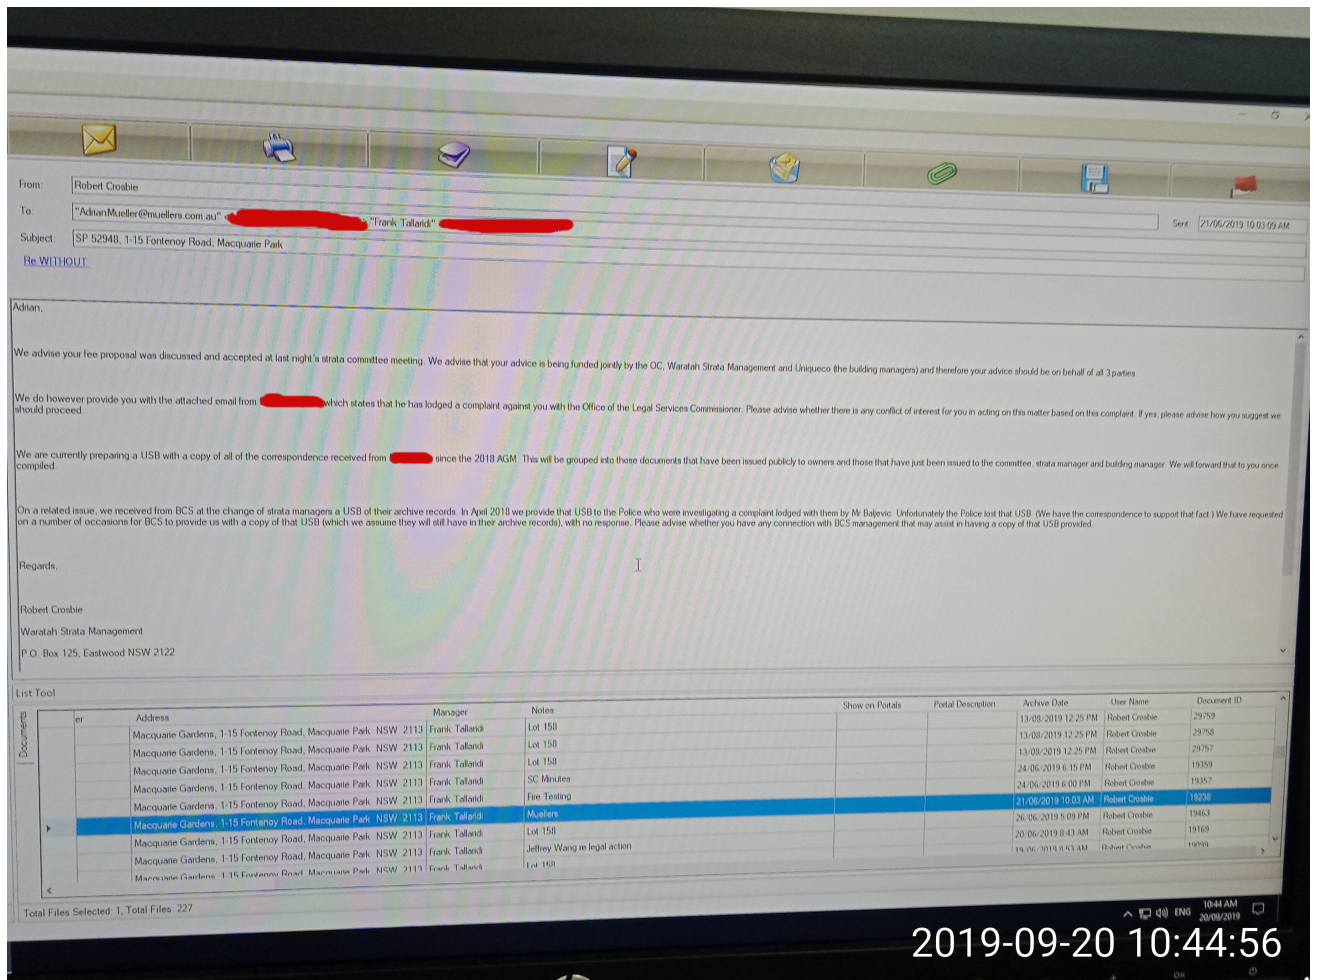 From:
Robert Crosbie
To:
"AdrianMueller@muellers.com.au" "Frank Tallaridi"
Sent:
21/06/2019 10:03:09 AM
Subject
SP 52948, 1-15 Fontenoy Road, Macquarie Park
Re WITHOUT
Adrian,
We advise your fee proposal was discussed and accepted at last night's strata committee meeting. We advise that your advice is being funded jointly by the OC, Waratah Strata Management and Uniqueco (the building managers) and therefore your advice should be on behalf of all 3 parties
We do however provide you with the attached email from which states that he has lodged a complaint against you with the Office of the Legal Services Commissioner. Please advise whether there is any conflict of interest for you in acting on this matter based on this complaint. If yes, please advise how you suggest we
should proceed.
We are currently preparing a USB with a copy of all of the correspondence received from since the 2018 AGM. This will be grouped into those documents that have been issued publicly to owners and those that have just been issued to the committee, strata manager and building manager. We will forward that to you once
compiled.
On a related issue, we received from BCS at the change of strata managers a USB of their archive records. In April 2018 we provide that USB to the Police who were investigating a complaint lodged with them by Mr Baljevic. Unfortunately the Police lost that USB. (We have the correspondence to support that fact.) We have requested
on a number of occasions for BCS to provide us with a copy of that USB (which we assume they will still have in their archive records), with no response. Please advise whether you have any connection with BCS management that may assist in having a copy of that USB provided.
Regards,
Robert Crosbie
Waratah Strata Management
P.O. Box 125, Eastwood NSW 2122
List Tool
Documents
er Address Manager Notes Show on Portals Portal Description Archive Date User Name Document ID
Macquarie Gardens, 1-15 Fontenoy Road, Macquarie Park NSW 2113 Frank Tallaridi Lot 158 13/08/2019 12:25 PM Robert Crosbie 29759
Macquarie Gardens, 1-15 Fontenoy Road, Macquarie Park NSW 2113 Frank Tallaridi Lot 158 13/08/2019 12:25 PM Robert Crosbie 29758
Macquarie Gardens, 1-15 Fontenoy Road, Macquarie Park NSW 2113 Frank Tallaridi Lot 158 13/08/2019 12:25 PM Robert Crosbie 29757
Macquarie Gardens, 1-15 Fontenoy Road, Macquarie Park NSW 2113 Frank Tallaridi SC Minutes 24/06/2019 6:15 PM Robert Crosbie 19359
Macquarie Gardens, 1-15 Fontenoy Road, Macquarie Park NSW 2113 Frank Tallaridi Fire Testing 24/06/2019 6:00 PM Robert Crosbie 19357
Macquarie Gardens, 1-15 Fontenoy Road, Macquarie Park NSW 2113 Frank Tallaridi Muellers 21/06/2019 10:03 AM Robert Crosbie 19238
Macquarie Gardens, 1-15 Fontenoy Road, Macquarie Park NSW 2113 Frank Tallaridi Lot 158 26/06/2019 5:09 PM Robert Crosbie 19463
Macquarie Gardens, 1-15 Fontenoy Road, Macquarie Park NSW 2113 Frank Tallaridi Jeffrey Wang re legal action 20/06/2019 8:43 AM Robert Crosbie 19169
Macquarie Gardens, 1-15 Fontenoy Road, Macquarie Park NSW 2113 Frank Tallaridi Lot 158 19/06/2019 8:53 AM Robert Crosbie
Total Files Selected: 1, Total Files: 227
ENG
10:44 AM
20/09/2019
2019-09-20 10:44:56
OK